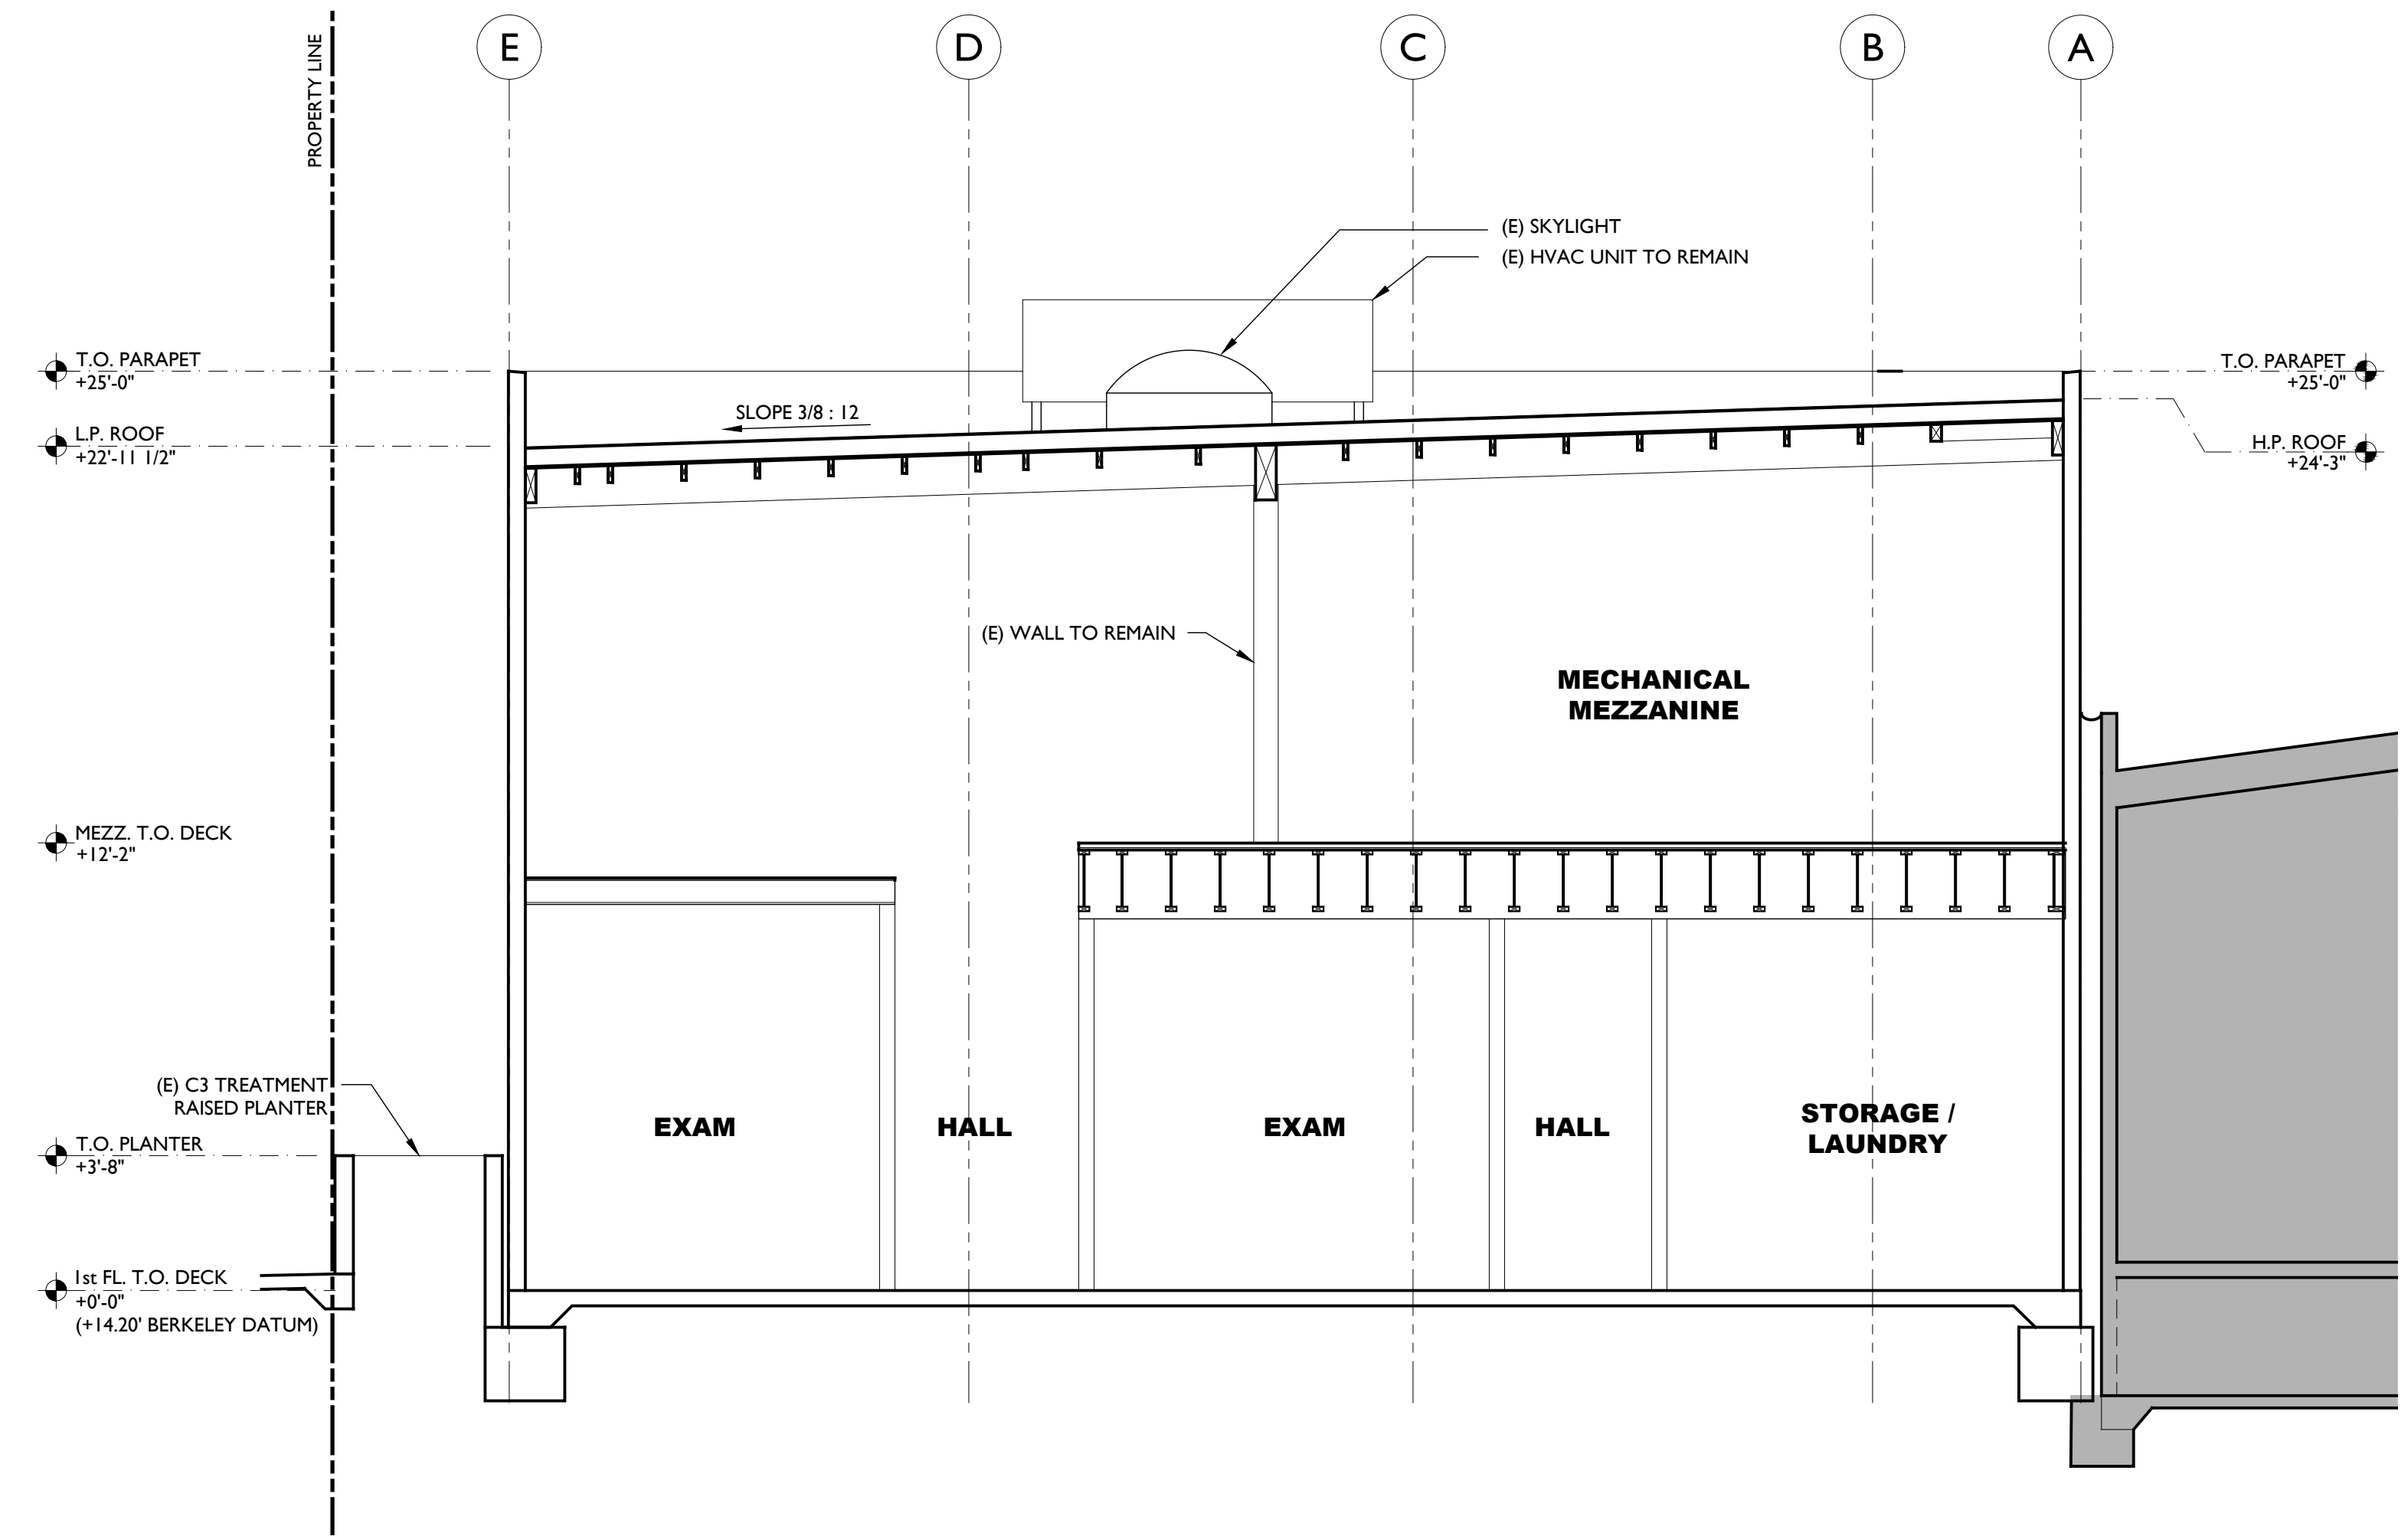 E
D
C
B
A
PROPERTY LINE
(E) SKYLIGHT
(E) HVAC UNIT TO REMAIN
T.O. PARAPET
+25'-0"
T.O. PARAPET
+25'-0"
SLOPE 3/8 : 12
L.P. ROOF
+22'-11 1/2"
H.P. ROOF
+24'-3"
(E) WALL TO REMAIN
MECHANICAL
MEZZANINE
MEZZ. T.O. DECK
+12'-2"
(E) C3 TREATMENT
RAISED PLANTER
EXAM
HALL
EXAM
HALL
STORAGE /
LAUNDRY
T.O. PLANTER
+3'-8"
1st FL. T.O. DECK
+0'-0"
(+14.20' BERKELEY DATUM)